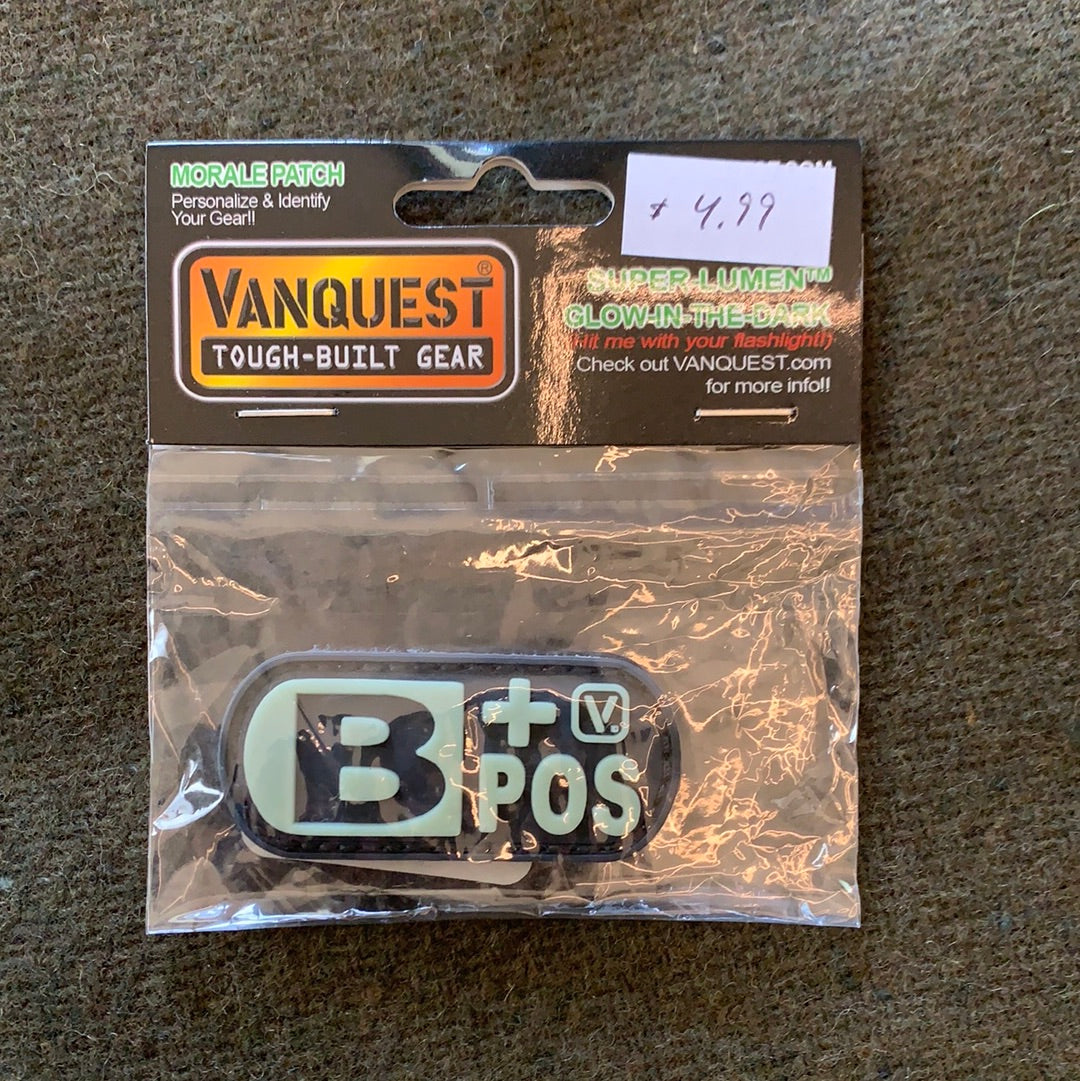 MORALE PATCH
Personalize & Identify
Your Gear!!
$ 4.99
VANQUEST®
TOUGH-BUILT GEAR
SUPER-LUMEN™
GLOW-IN-THE-DARK
(Hit me with your flashlight!)
Check out VANQUEST.com
for more info!!
B +
V.
POS